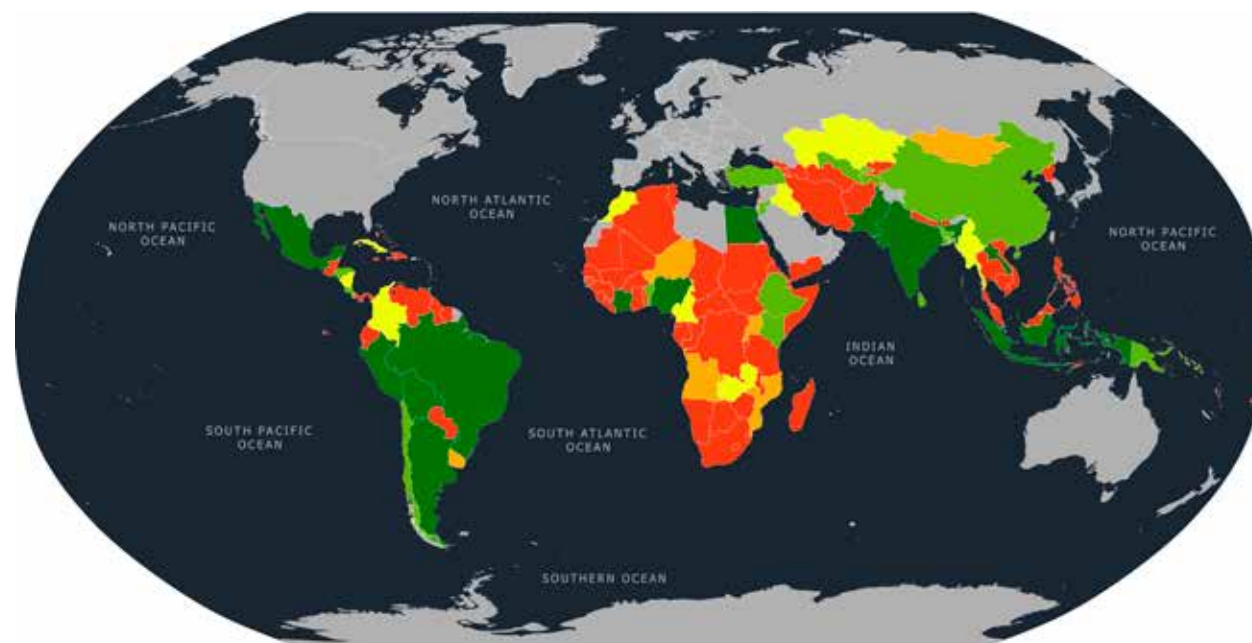 NORTH ATLANTIC
OCEAN
NORTH PACIFIC
OCEAN
NORTH PACIFIC
OCEAN
INDIAN
OCEAN
SOUTH PACIFIC
OCEAN
SOUTH ATLANTIC
OCEAN
SOUTHERN OCEAN